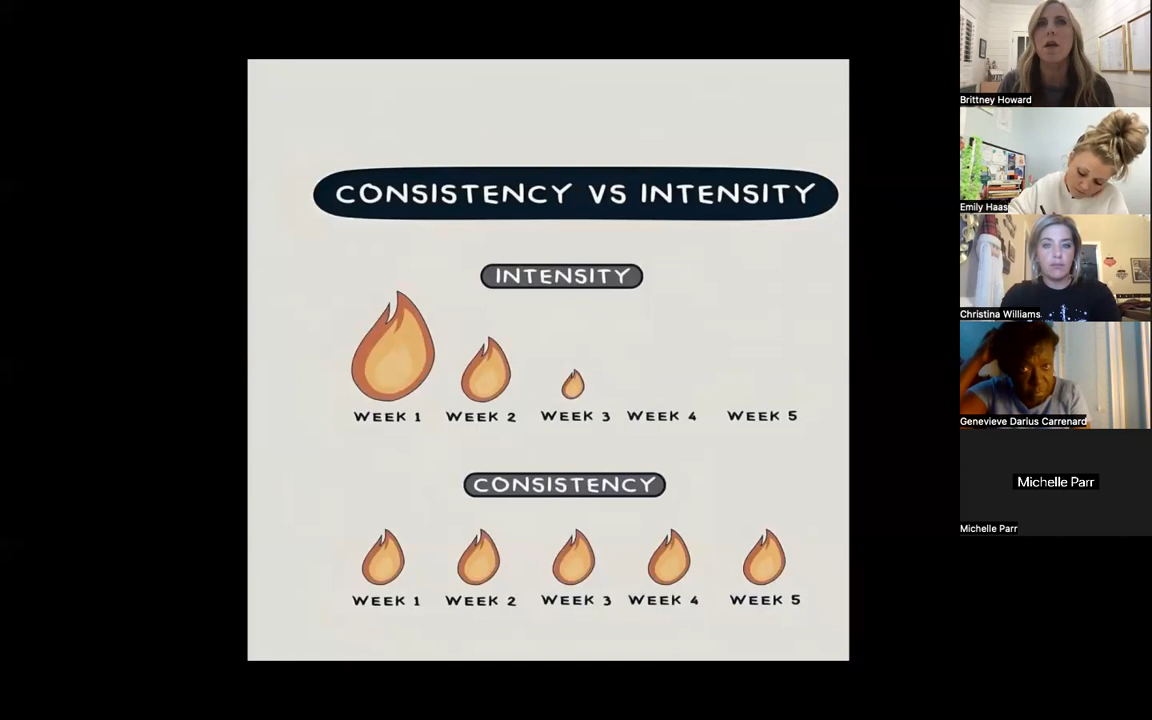 CONSISTENCY VS INTENSITY
INTENSITY
WEEK 1 WEEK 2 WEEK 3 WEEK 4 WEEK 5
CONSISTENCY
WEEK 1 WEEK 2 WEEK 3 WEEK 4 WEEK 5
Brittney Howard
Emily Haas
Christina Williams
Genevieve Darius Carrenard
Michelle Parr
Michelle Parr